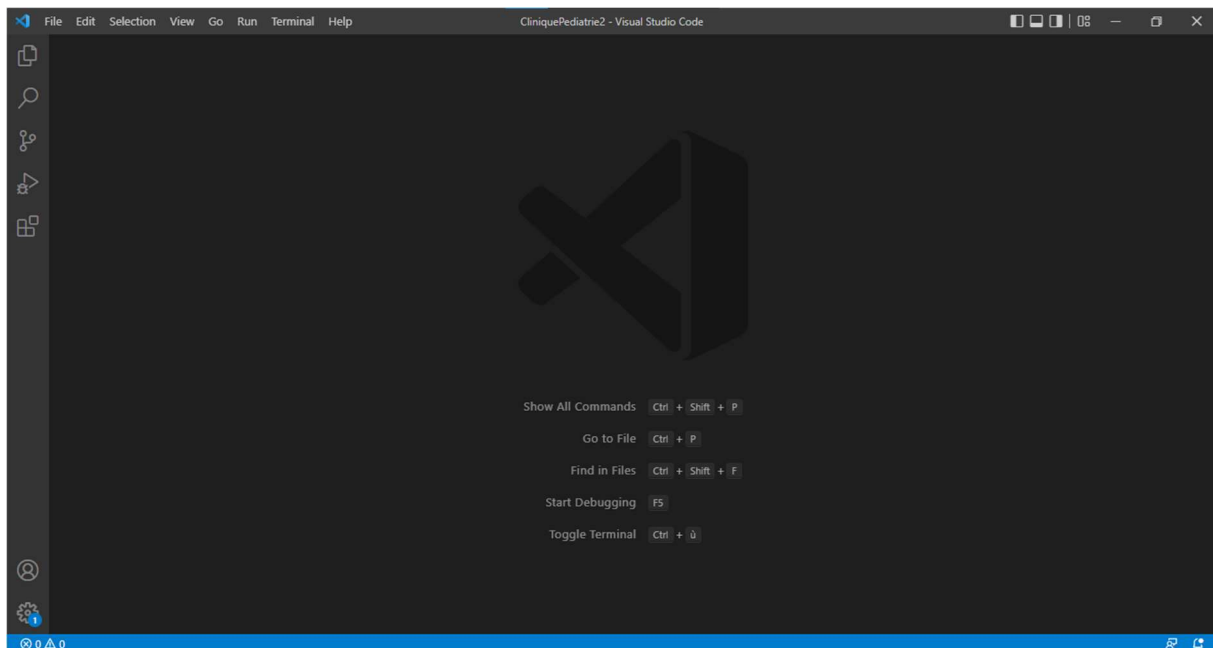 File Edit Selection View Go Run Terminal Help CliniquePediatrie2 - Visual Studio Code
Show All Commands Ctrl + Shift + P
Go to File Ctrl + P
Find in Files Ctrl + Shift + F
Start Debugging F5
Toggle Terminal Ctrl + ù
1
0 0